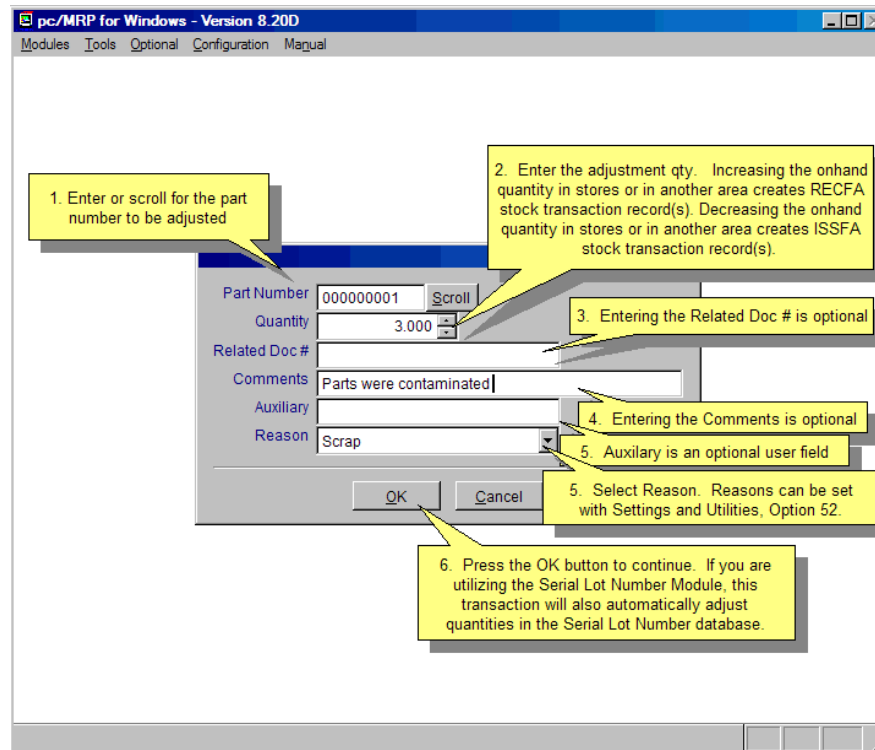 pc/MRP for Windows - Version 8.20D
Modules Tools Optional Configuration Manual
1. Enter or scroll for the part
number to be adjusted
2. Enter the adjustment qty. Increasing the onhand
quantity in stores or in another area creates RECFA
stock transaction record(s). Decreasing the onhand
quantity in stores or in another area creates ISSFA
stock transaction record(s).
Part Number 000000001 Scroll
Quantity 3.000
3. Entering the Related Doc # is optional
Related Doc #
Comments Parts were contaminated
4. Entering the Comments is optional
Auxiliary
5. Auxilary is an optional user field
Reason Scrap
5. Select Reason. Reasons can be set
with Settings and Utilities, Option 52.
OK Cancel
6. Press the OK button to continue. If you are
utilizing the Serial Lot Number Module, this
transaction will also automatically adjust
quantities in the Serial Lot Number database.